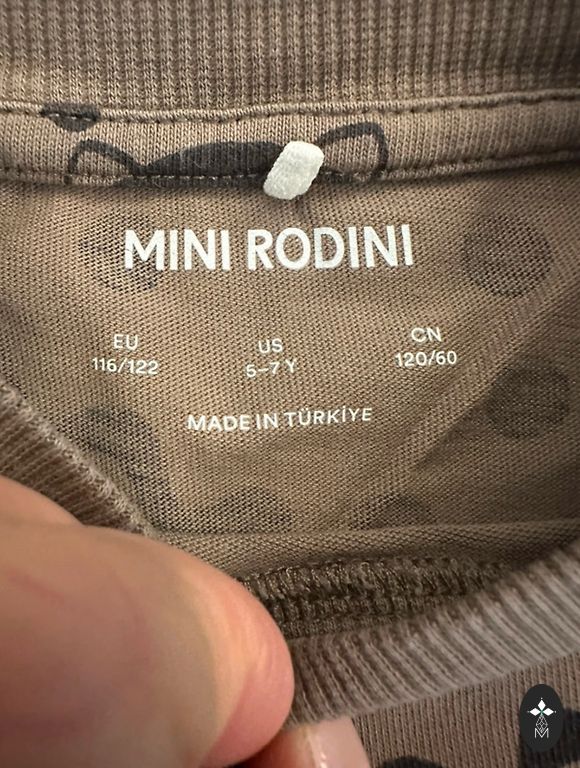 MINI RODINI
EU
116/122
US
5–7 Y
CN
120/60
MADE IN TÜRKİYE
M